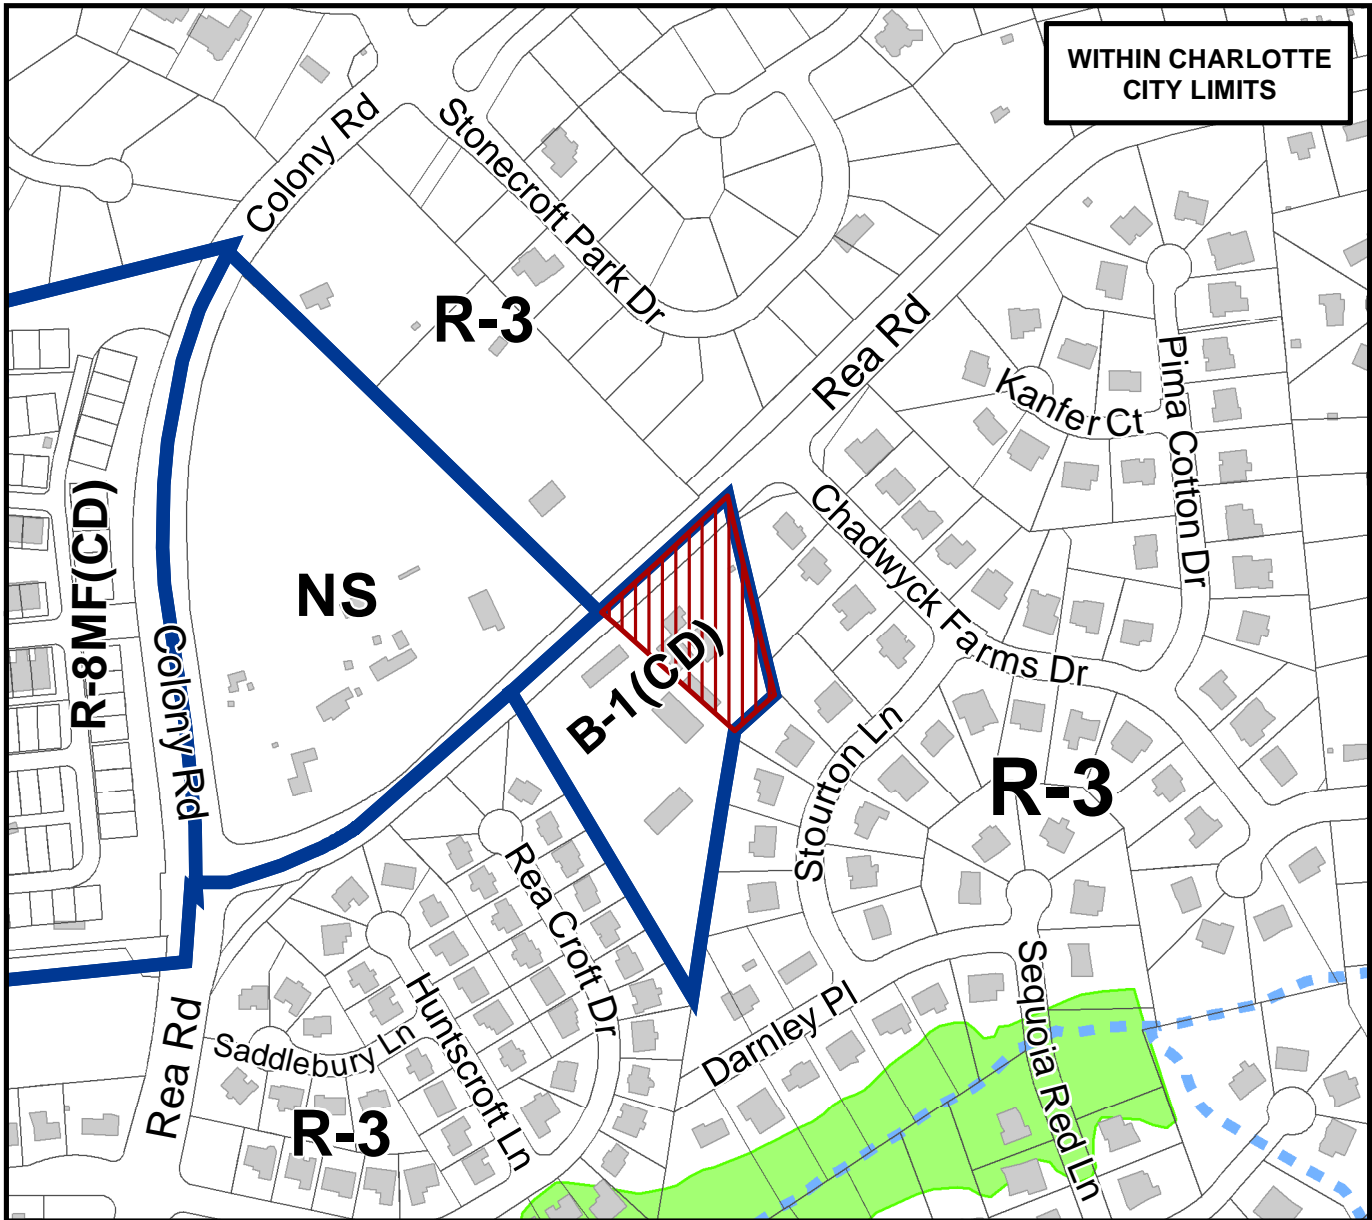 WITHIN CHARLOTTE
CITY LIMITS
Colony Rd
Stonecroft Park Dr
R-3
Rea Rd
Kanfer Ct
Pima Cotton Dr
R-8MF(CD)
NS
Chadwyck Farms Dr
B-1(CD)
Colony Rd
Stourton Ln
R-3
Rea Croft Dr
Huntscroft Ln
Saddlebury Ln
Rea Rd
Darnley Pl
Sequoia Red Ln
R-3